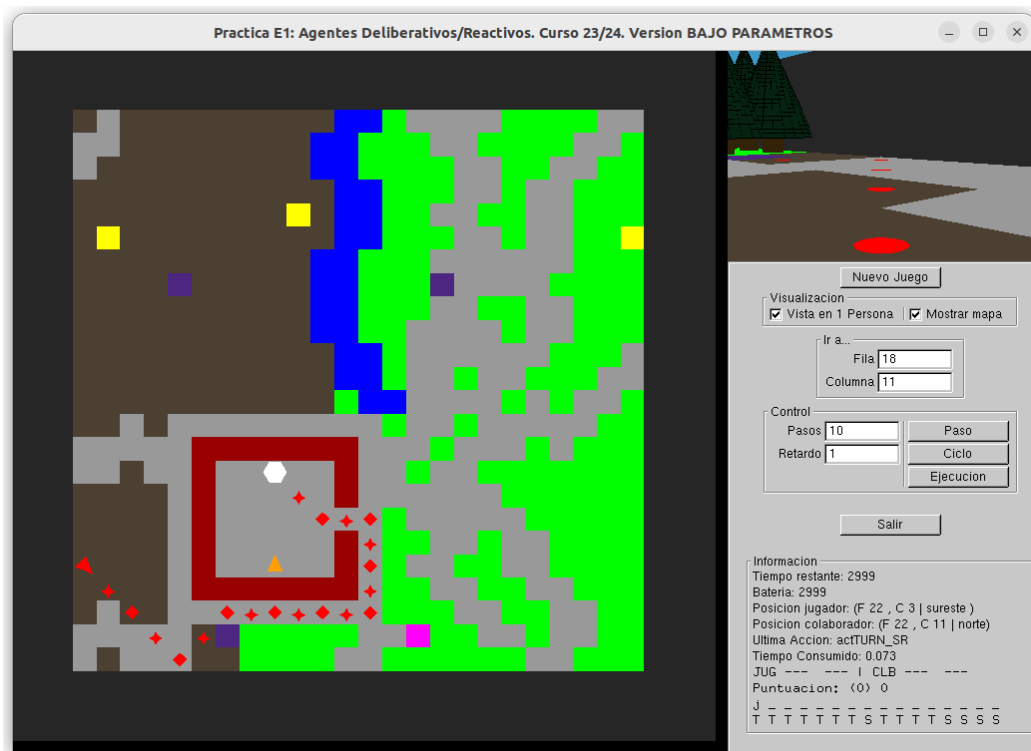 Practica E1: Agentes Deliberativos/Reactivos. Curso 23/24. Version BAJO PARAMETROS
Nuevo Juego
Visualizacion
Vista en 1 Persona
Mostrar mapa
Ir a...
Fila 18
Columna 11
Control
Pasos 10 Paso
Retardo 1 Ciclo
Ejecucion
Salir
Informacion
Tiempo restante: 2999
Bateria: 2999
Posicion jugador: (F 22 , C 3 | sureste )
Posicion colaborador: (F 22 , C 11 | norte)
Ultima Accion: actTURN_SR
Tiempo Consumido: 0.073
JUG --- --- | CLB --- ---
Puntuacion: (0) 0
j _ _ _ _ _ _ _ _ _ _ _ _ _ _ _
T T T T T T T S T T T T S S S S